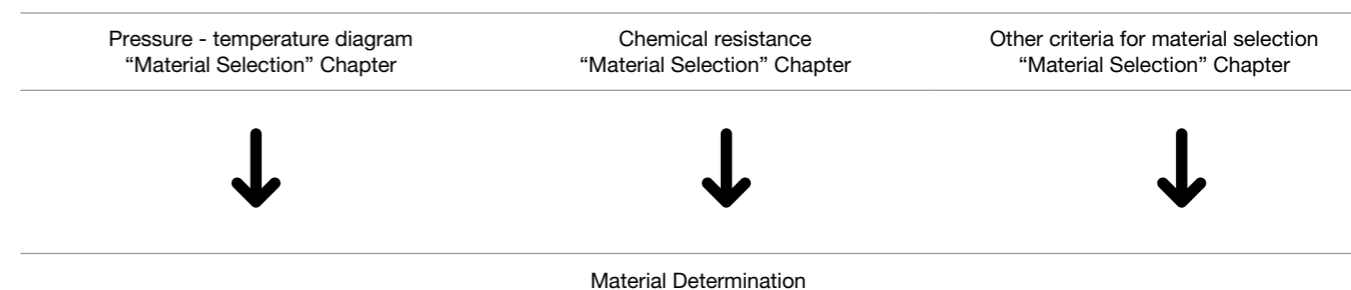 Pressure - temperature diagram
“Material Selection” Chapter
Chemical resistance
“Material Selection” Chapter
Other criteria for material selection
“Material Selection” Chapter
Material Determination